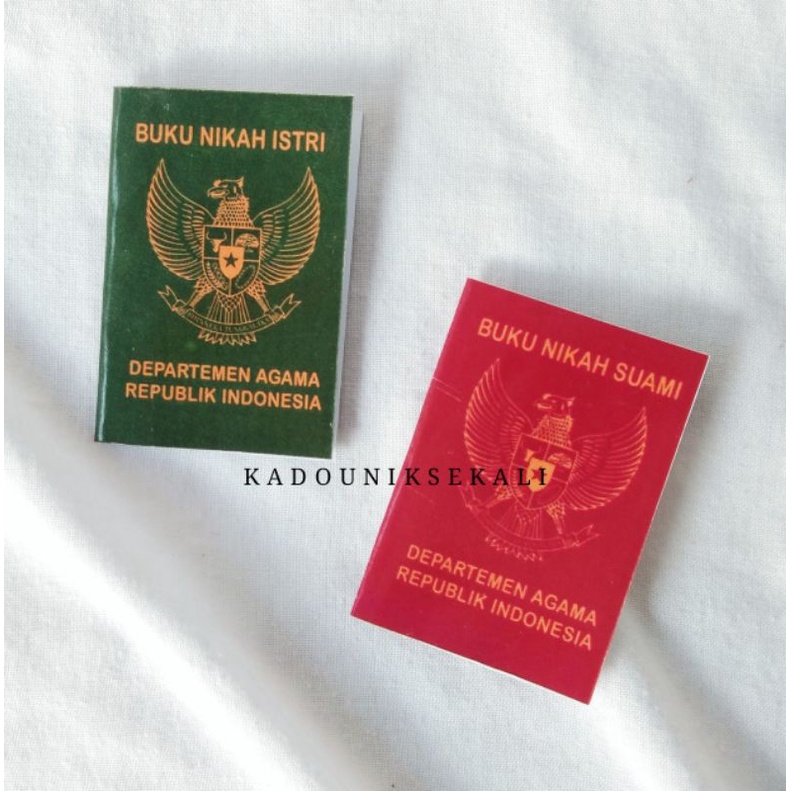 BUKU NIKAH ISTRI
DEPARTEMEN AGAMA
REPUBLIK INDONESIA
KADOUNIKSEKALI
BUKU NIKAH SUAMI
DEPARTEMEN AGAMA
REPUBLIK INDONESIA